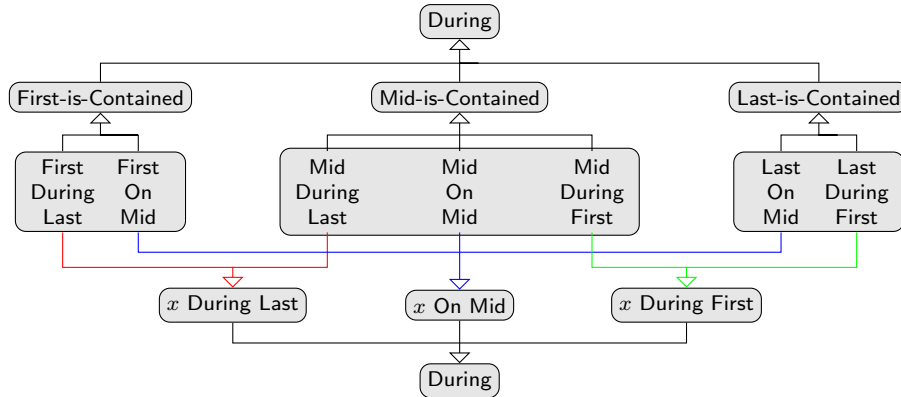 During
First-is-Contained
Mid-is-Contained
Last-is-Contained
First
During
Last
First
On
Mid
Mid
During
Last
Mid
On
Mid
Mid
During
First
Last
On
Mid
Last
During
First
x During Last
x On Mid
x During First
During